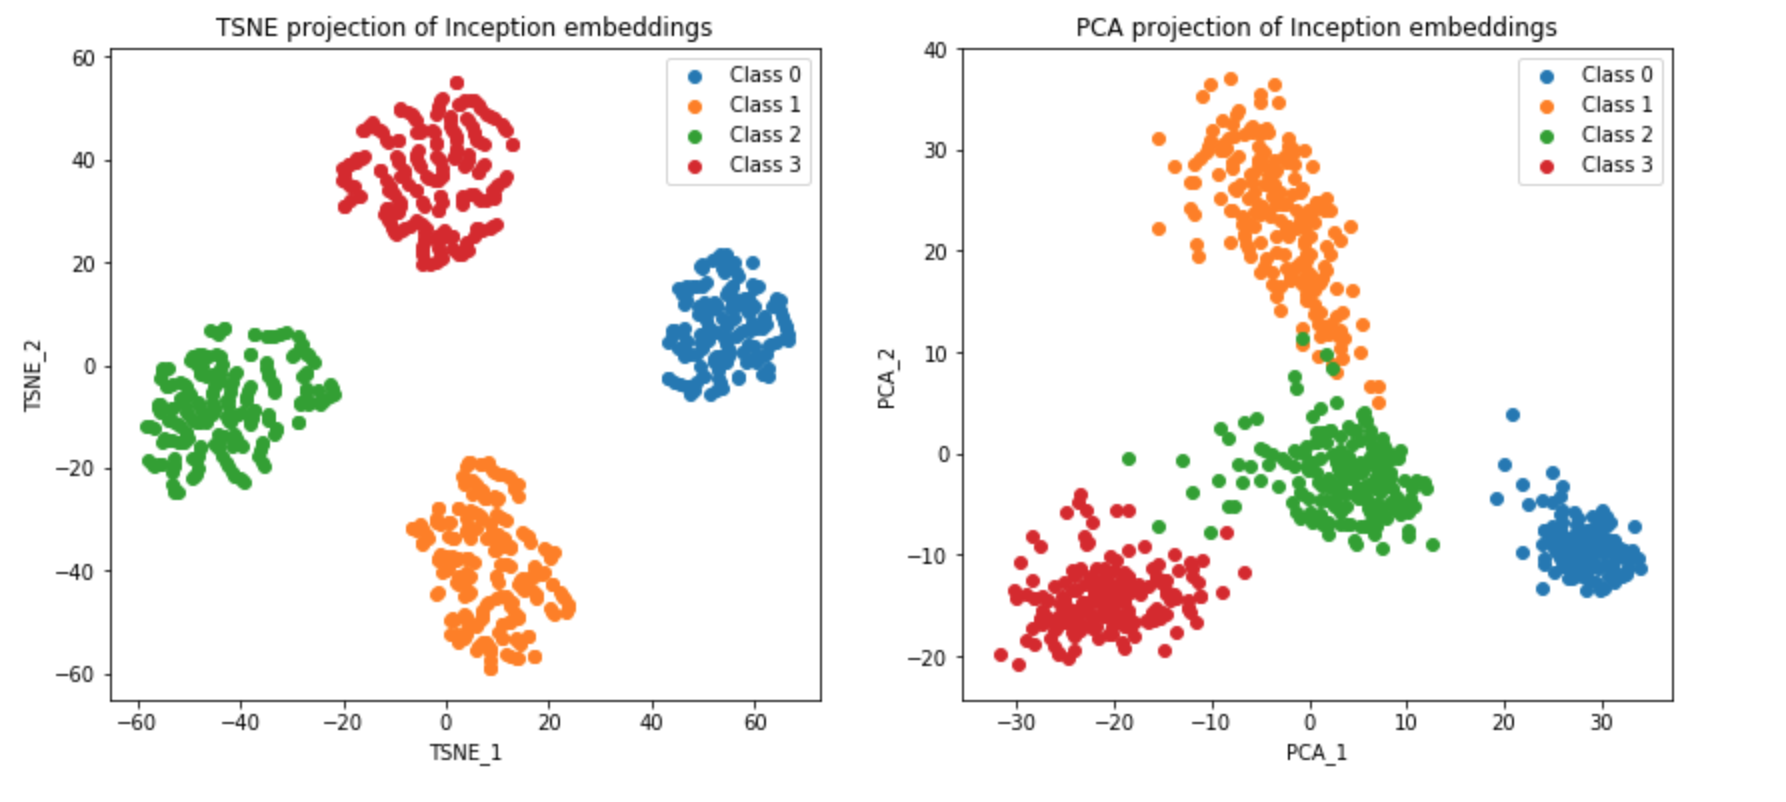 TSNE projection of Inception embeddings
60
40
20
0
−20
−40
−60
TSNE_2
Class 0
Class 1
Class 2
Class 3
−60 −40 −20 0 20 40 60
TSNE_1
PCA projection of Inception embeddings
40
30
20
10
0
−10
−20
PCA_2
Class 0
Class 1
Class 2
Class 3
−30 −20 −10 0 10 20 30
PCA_1